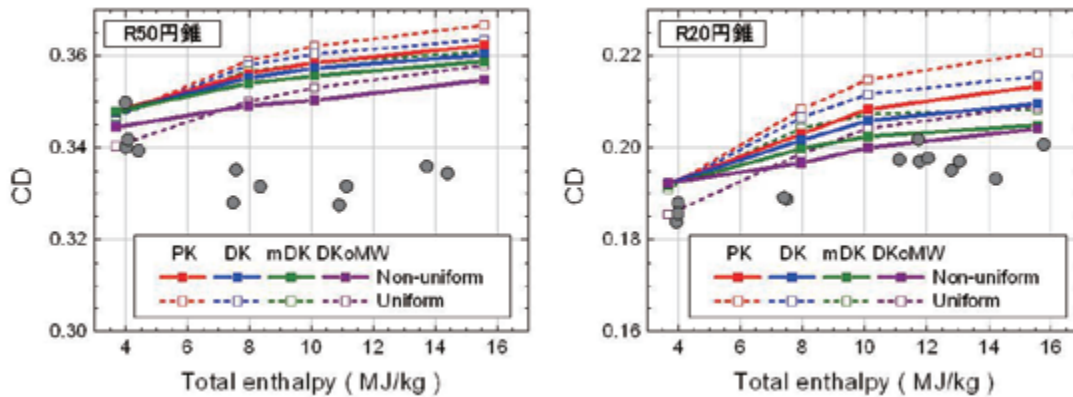 R50円錐
0.36
0.34
0.32
0.30
CD
PK DK mDK DKoMW
Non-uniform
Uniform
4 6 8 10 12 14 16
Total enthalpy ( MJ/kg )
R20円錐
0.22
0.20
0.18
0.16
CD
PK DK mDK DKoMW
Non-uniform
Uniform
4 6 8 10 12 14 16
Total enthalpy ( MJ/kg )